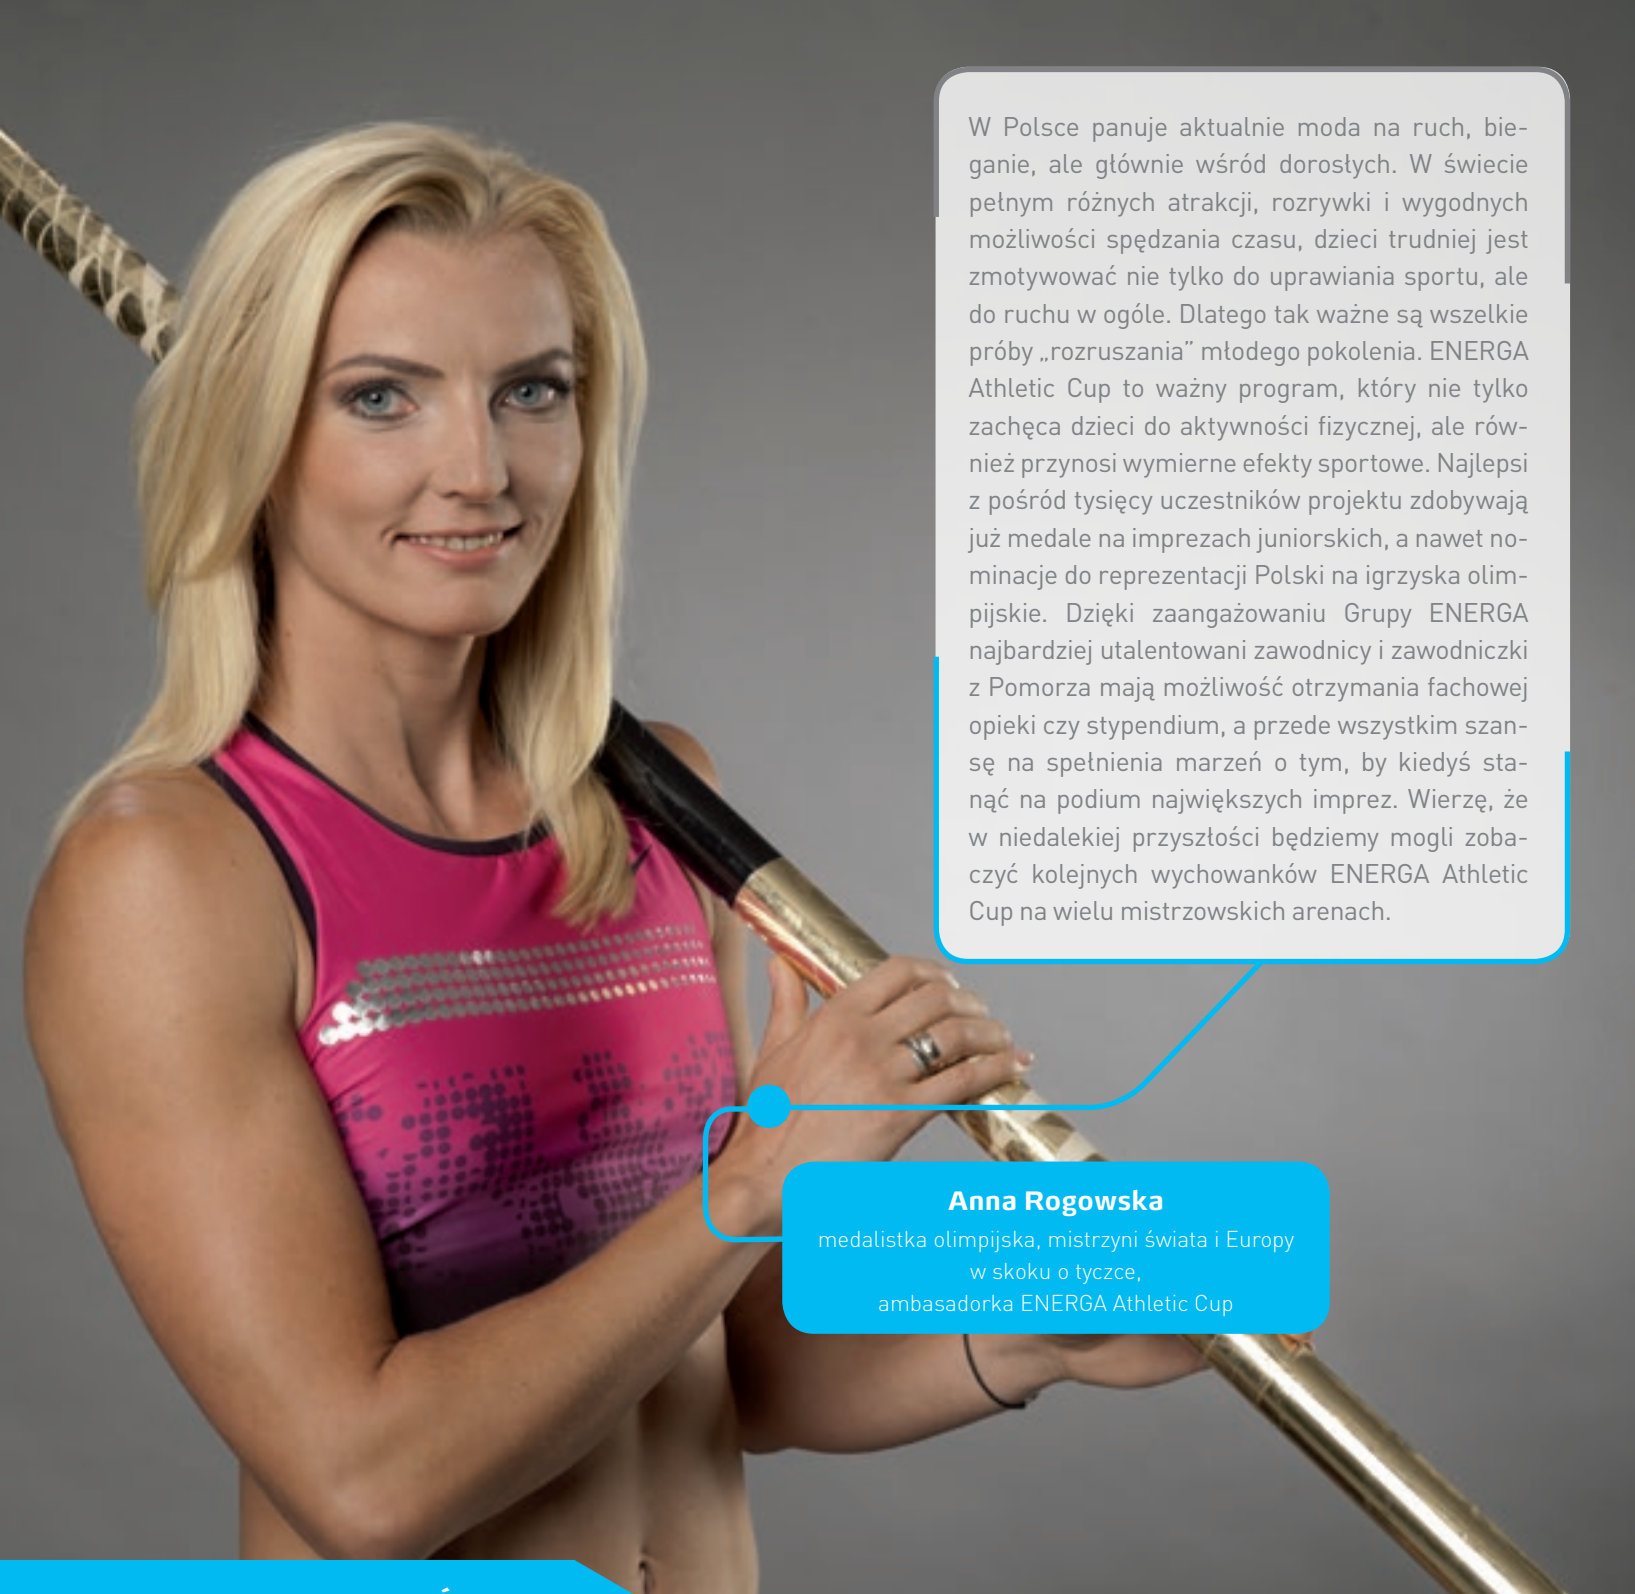 W Polsce panuje aktualnie moda na ruch, bie-
ganie, ale głównie wśród dorosłych. W świecie
pełnym różnych atrakcji, rozrywki i wygodnych
możliwości spędzania czasu, dzieci trudniej jest
zmotywować nie tylko do uprawiania sportu, ale
do ruchu w ogóle. Dlatego tak ważne są wszelkie
próby „rozruszania” młodego pokolenia. ENERGA
Athletic Cup to ważny program, który nie tylko
zachęca dzieci do aktywności fizycznej, ale rów-
nież przynosi wymierne efekty sportowe. Najlepsi
z pośród tysięcy uczestników projektu zdobywają
już medale na imprezach juniorskich, a nawet no-
minacje do reprezentacji Polski na igrzyska olim-
pijskie. Dzięki zaangażowaniu Grupy ENERGA
najbardziej utalentowani zawodnicy i zawodniczki
z Pomorza mają możliwość otrzymania fachowej
opieki czy stypendium, a przede wszystkim szan-
sę na spełnienia marzeń o tym, by kiedyś sta-
nąć na podium największych imprez. Wierzę, że
w niedalekiej przyszłości będziemy mogli zoba-
czyć kolejnych wychowanków ENERGA Athletic
Cup na wielu mistrzowskich arenach.
Anna Rogowska
medalistka olimpijska, mistrzyni świata i Europy
w skoku o tyczce,
ambasadorka ENERGA Athletic Cup